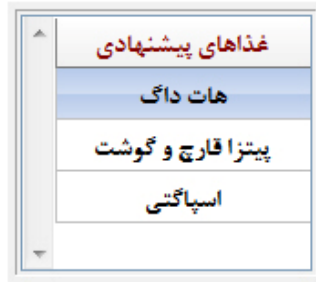 غذاهای پیشنهادی
هات داگ
پیتزا قارچ و گوشت
اسپاگتی